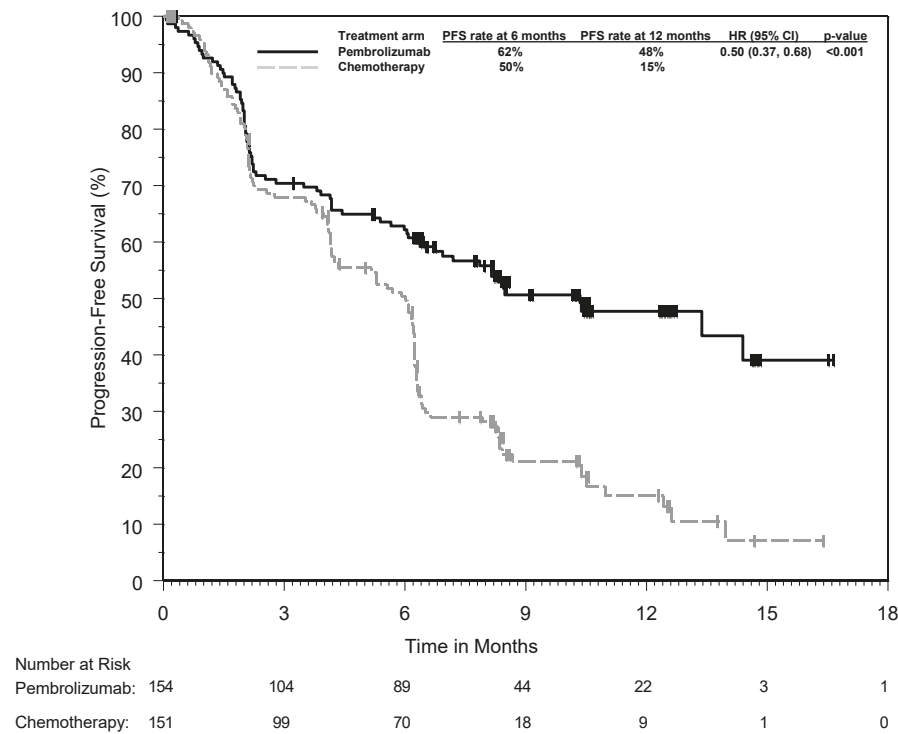 100
90
80
70
60
50
40
30
20
10
0
Progression-Free Survival (%)
Treatment arm PFS rate at 6 months PFS rate at 12 months HR (95% CI) p-value
Pembrolizumab 62% 48% 0.50 (0.37, 0.68) <0.001
Chemotherapy 50% 15%
0 3 6 9 12 15 18
Time in Months
Number at Risk
Pembrolizumab: 154 104 89 44 22 3 1
Chemotherapy: 151 99 70 18 9 1 0